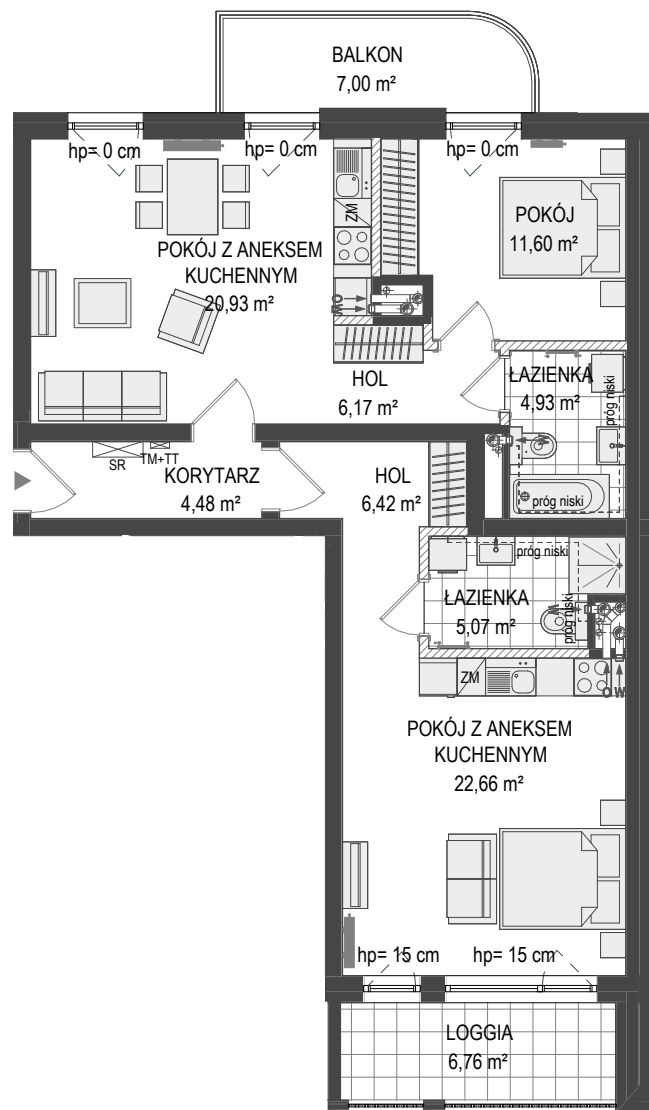 BALKON
7,00 m²
hp= 0 cm
hp= 0 cm
hp= 0 cm
ZM
POKÓJ
11,60 m²
POKÓJ Z ANEKSEM
KUCHENNYM
20,93 m²
O
W
HOL
6,17 m²
ŁAZIENKA
4,93 m²
próg niski
W
próg niski
SR
TM+TT
KORYTARZ
4,48 m²
HOL
6,42 m²
próg niski
ŁAZIENKA
5,07 m²
W
próg niski
ZM
O W
POKÓJ Z ANEKSEM
KUCHENNYM
22,66 m²
hp= 15 cm
hp= 15 cm
LOGGIA
6,76 m²